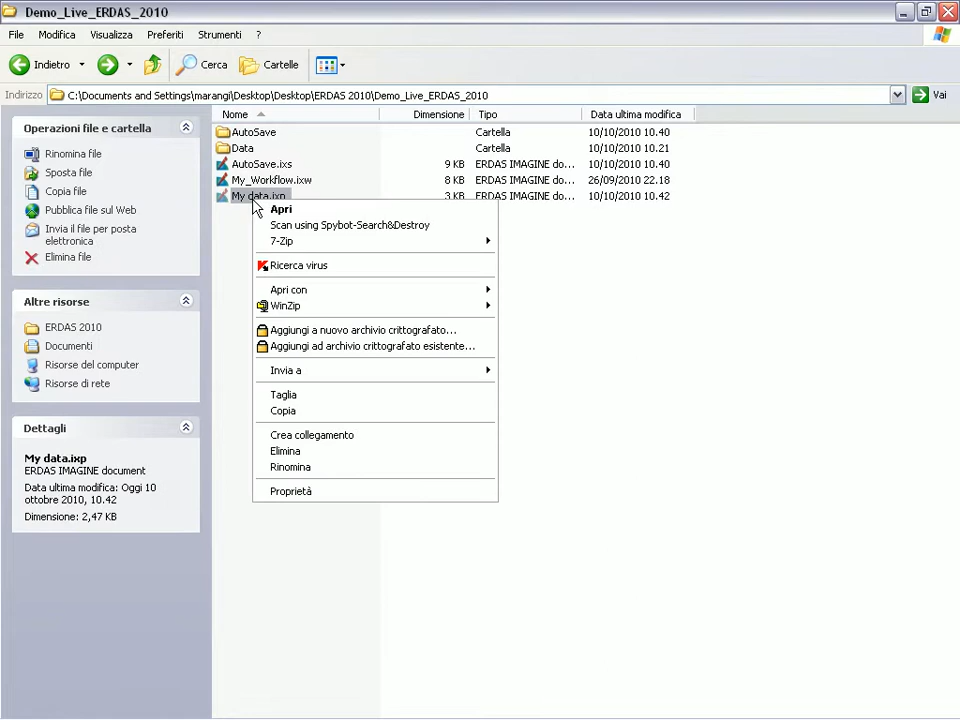 Demo_Live_ERDAS_2010
File Modifica Visualizza Preferiti Strumenti ?
Indietro Cerca Cartelle
Indirizzo C:\Documents and Settings\marangi\Desktop\Desktop\ERDAS 2010\Demo_Live_ERDAS_2010 Vai
Operazioni file e cartella
Rinomina file
Sposta file
Copia file
Pubblica file sul Web
Invia il file per posta
elettronica
Elimina file
Altre risorse
ERDAS 2010
Documenti
Risorse del computer
Risorse di rete
Dettagli
My data.ixp
ERDAS IMAGINE document
Data ultima modifica: Oggi 10
ottobre 2010, 10.42
Dimensione: 2,47 KB
Nome Dimensione Tipo Data ultima modifica
AutoSave Cartella 10/10/2010 10.40
Data Cartella 10/10/2010 10.21
AutoSave.ixs 9 KB ERDAS IMAGINE do... 10/10/2010 10.40
My_Workflow.ixw 8 KB ERDAS IMAGINE do... 26/09/2010 22.18
My data.ixp 3 KB ERDAS IMAGINE do... 10/10/2010 10.42
Apri
Scan using Spybot-Search&Destroy
7-Zip
Ricerca virus
Apri con
WinZip
Aggiungi a nuovo archivio crittografato...
Aggiungi ad archivio crittografato esistente...
Invia a
Taglia
Copia
Crea collegamento
Elimina
Rinomina
Proprietà